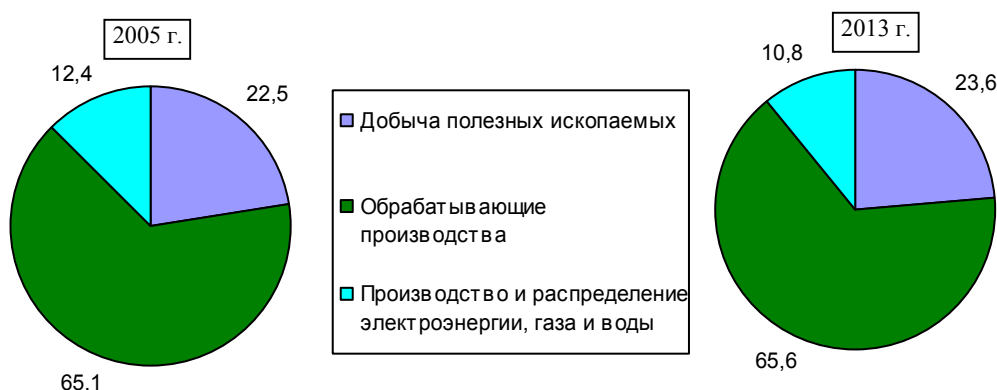 2005 г.
12,4
22,5
65,1
Добыча полезных ископаемых
Обрабатывающие
производства
Производство и распределение
электроэнергии, газа и воды
2013 г.
10,8
23,6
65,6